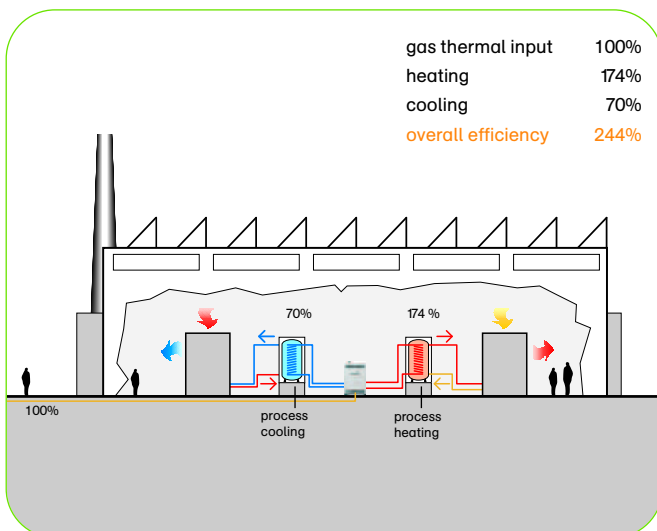 gas thermal input 100%
heating 174%
cooling 70%
overall efficiency 244%
70%
174 %
100%
process
cooling
process
heating